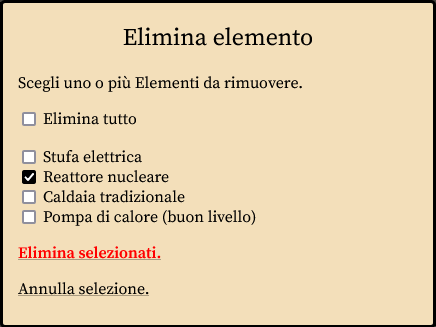 Elimina elemento
Scegli uno o più Elementi da rimuovere.
Elimina tutto
Stufa elettrica
Reattore nucleare
Caldaia tradizionale
Pompa di calore (buon livello)
Elimina selezionati.
Annulla selezione.